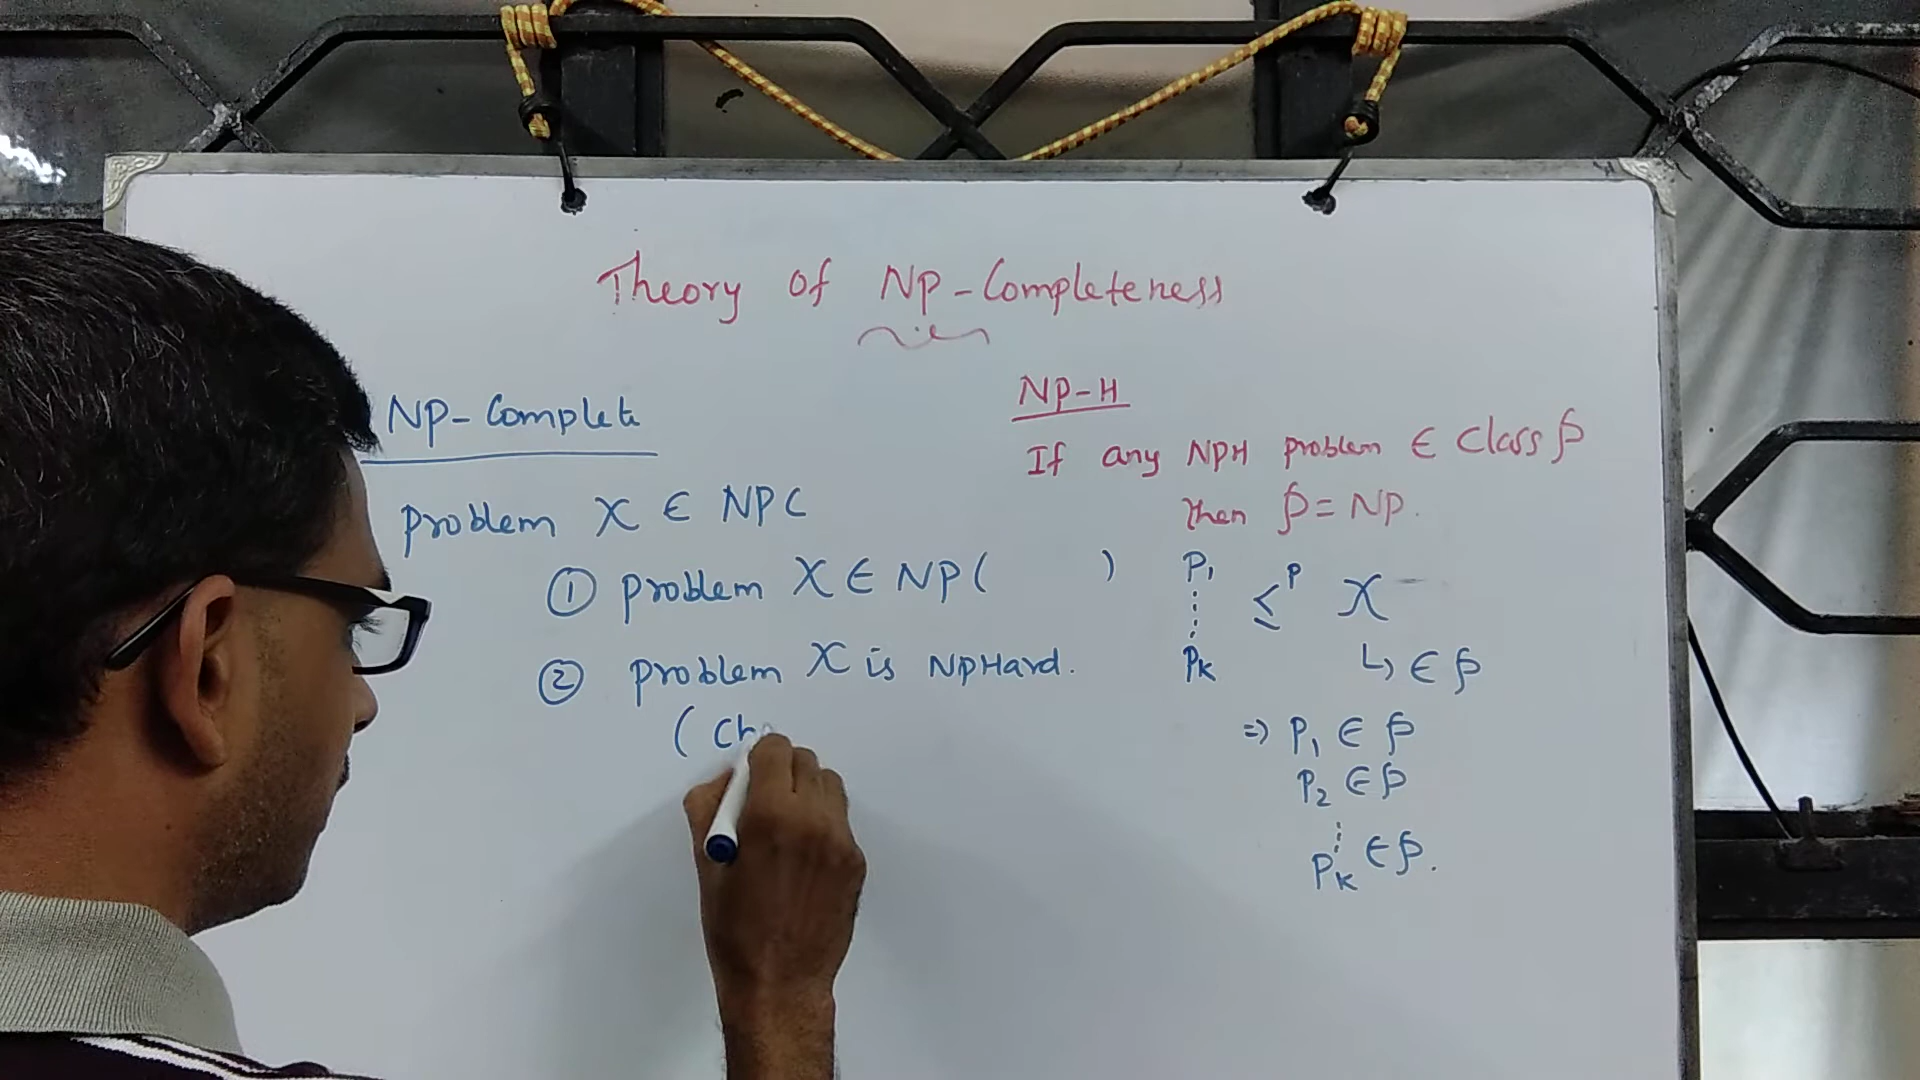 Theory of NP-Completeness
NP-Complete
problem X ∈ NPC
① problem X ∈ NP( )
② problem X is NPHard.
( Ch
NP-H
If any NPH problem ∈ Class P
then P = NP.
P₁
⋮ ≤ᵖ X
Pk ↳ ∈ P
⇒ P₁ ∈ P
P₂ ∈ P
⋮
Pk ∈ P.